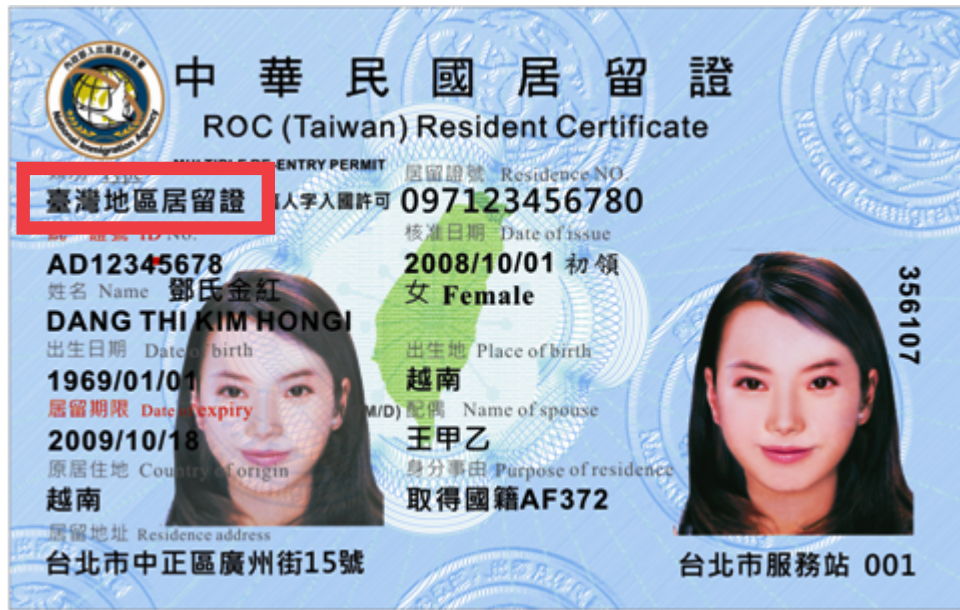 中華民國居留證
ROC (Taiwan) Resident Certificate
MULTIPLE RE-ENTRY PERMIT
臺灣地區居留證 人字入國許可
居留證號 Residence NO.
097123456780
ID No.
AD12345678
核准日期 Date of issue
2008/10/01 初領
姓名 Name 鄧氏金紅
DANG THI KIM HONGI
女 Female
出生日期 Date of birth
1969/01/01
出生地 Place of birth
越南
居留期限 Date of expiry M/D)
2009/10/18
配偶 Name of spouse
王甲乙
原居住地 Country of origin
越南
身分事由 Purpose of residence
取得國籍AF372
居留地址 Residence address
台北市中正區廣州街15號
356107
台北市服務站 001
National Immigration Agency